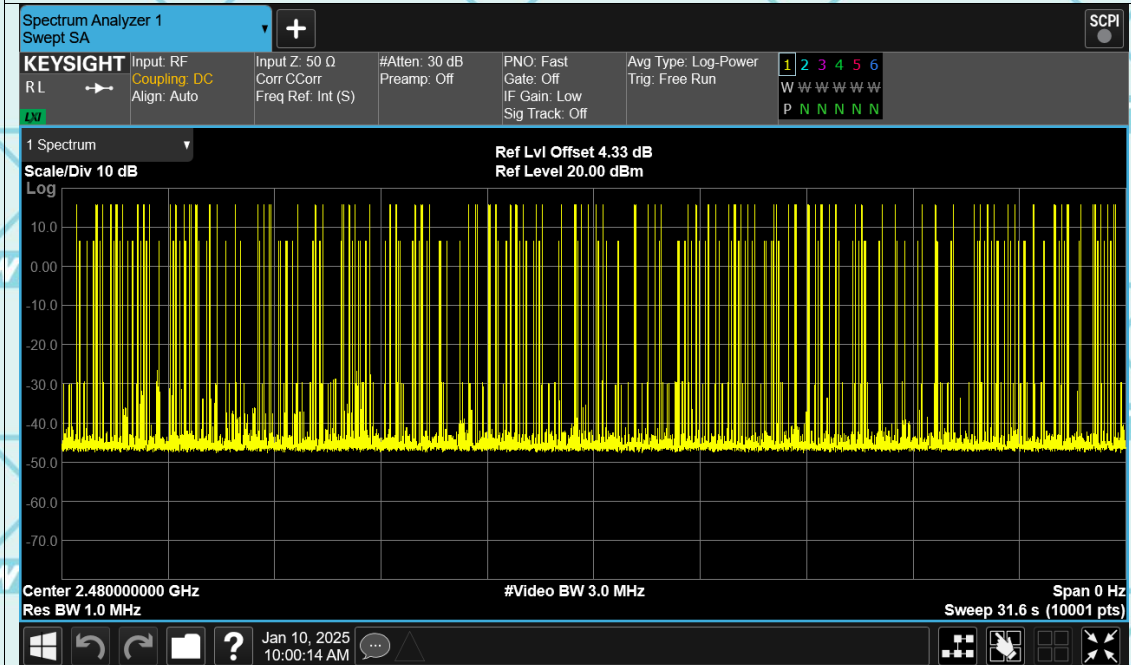 Spectrum Analyzer 1
Swept SA
+
SCPI
KEYSIGHT
RL
LXI
Input: RF
Coupling: DC
Align: Auto
Input Z: 50 Ω
Corr CCorr
Freq Ref: Int (S)
#Atten: 30 dB
Preamp: Off
PNO: Fast
Gate: Off
IF Gain: Low
Sig Track: Off
Avg Type: Log-Power
Trig: Free Run
1 2 3 4 5 6
W W W W W W
P N N N N N
1 Spectrum
Scale/Div 10 dB
Ref Lvl Offset 4.33 dB
Ref Level 20.00 dBm
Log
10.0
0.00
-10.0
-20.0
-30.0
-40.0
-50.0
-60.0
-70.0
Center 2.480000000 GHz
#Video BW 3.0 MHz
Span 0 Hz
Res BW 1.0 MHz
Sweep 31.6 s (10001 pts)
?
Jan 10, 2025
10:00:14 AM